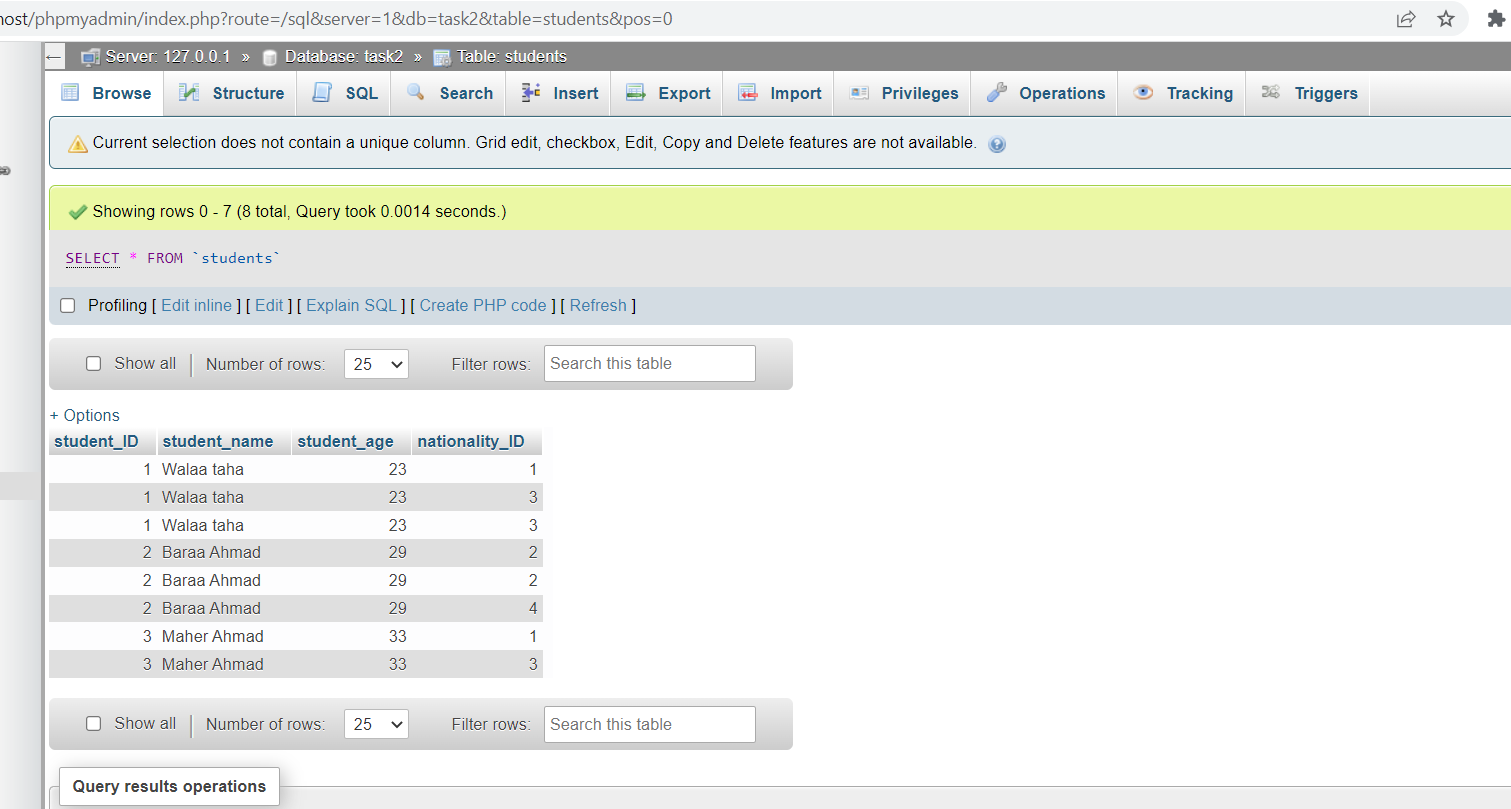 nost/phpmyadmin/index.php?route=/sql&server=1&db=task2&table=students&pos=0
Server: 127.0.0.1 » Database: task2 » Table: students
Browse Structure SQL Search Insert Export Import Privileges Operations Tracking Triggers
Current selection does not contain a unique column. Grid edit, checkbox, Edit, Copy and Delete features are not available.
Showing rows 0 - 7 (8 total, Query took 0.0014 seconds.)
SELECT * FROM `students`
Profiling [ Edit inline ] [ Edit ] [ Explain SQL ] [ Create PHP code ] [ Refresh ]
Show all Number of rows: 25 Filter rows: Search this table
+ Options
student_ID student_name student_age nationality_ID
1 Walaa taha 23 1
1 Walaa taha 23 3
1 Walaa taha 23 3
2 Baraa Ahmad 29 2
2 Baraa Ahmad 29 2
2 Baraa Ahmad 29 4
3 Maher Ahmad 33 1
3 Maher Ahmad 33 3
Show all Number of rows: 25 Filter rows: Search this table
Query results operations